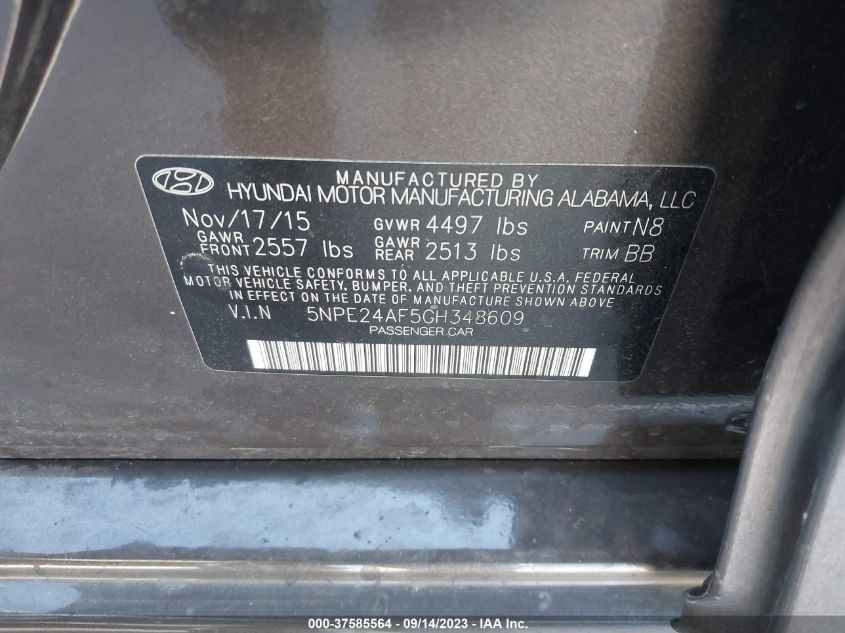 MANUFACTURED BY
HYUNDAI MOTOR MANUFACTURING ALABAMA, LLC
Nov/17/15 GVWR 4497 lbs PAINT N8
GAWR FRONT 2557 lbs GAWR REAR 2513 lbs TRIM BB
THIS VEHICLE CONFORMS TO ALL APPLICABLE U.S.A. FEDERAL
MOTOR VEHICLE SAFETY, BUMPER, AND THEFT PREVENTION STANDARDS
IN EFFECT ON THE DATE OF MANUFACTURE SHOWN ABOVE
V.I.N 5NPE24AF5GH348609
PASSENGER CAR
000-37585564 - 09/14/2023 - IAA Inc.